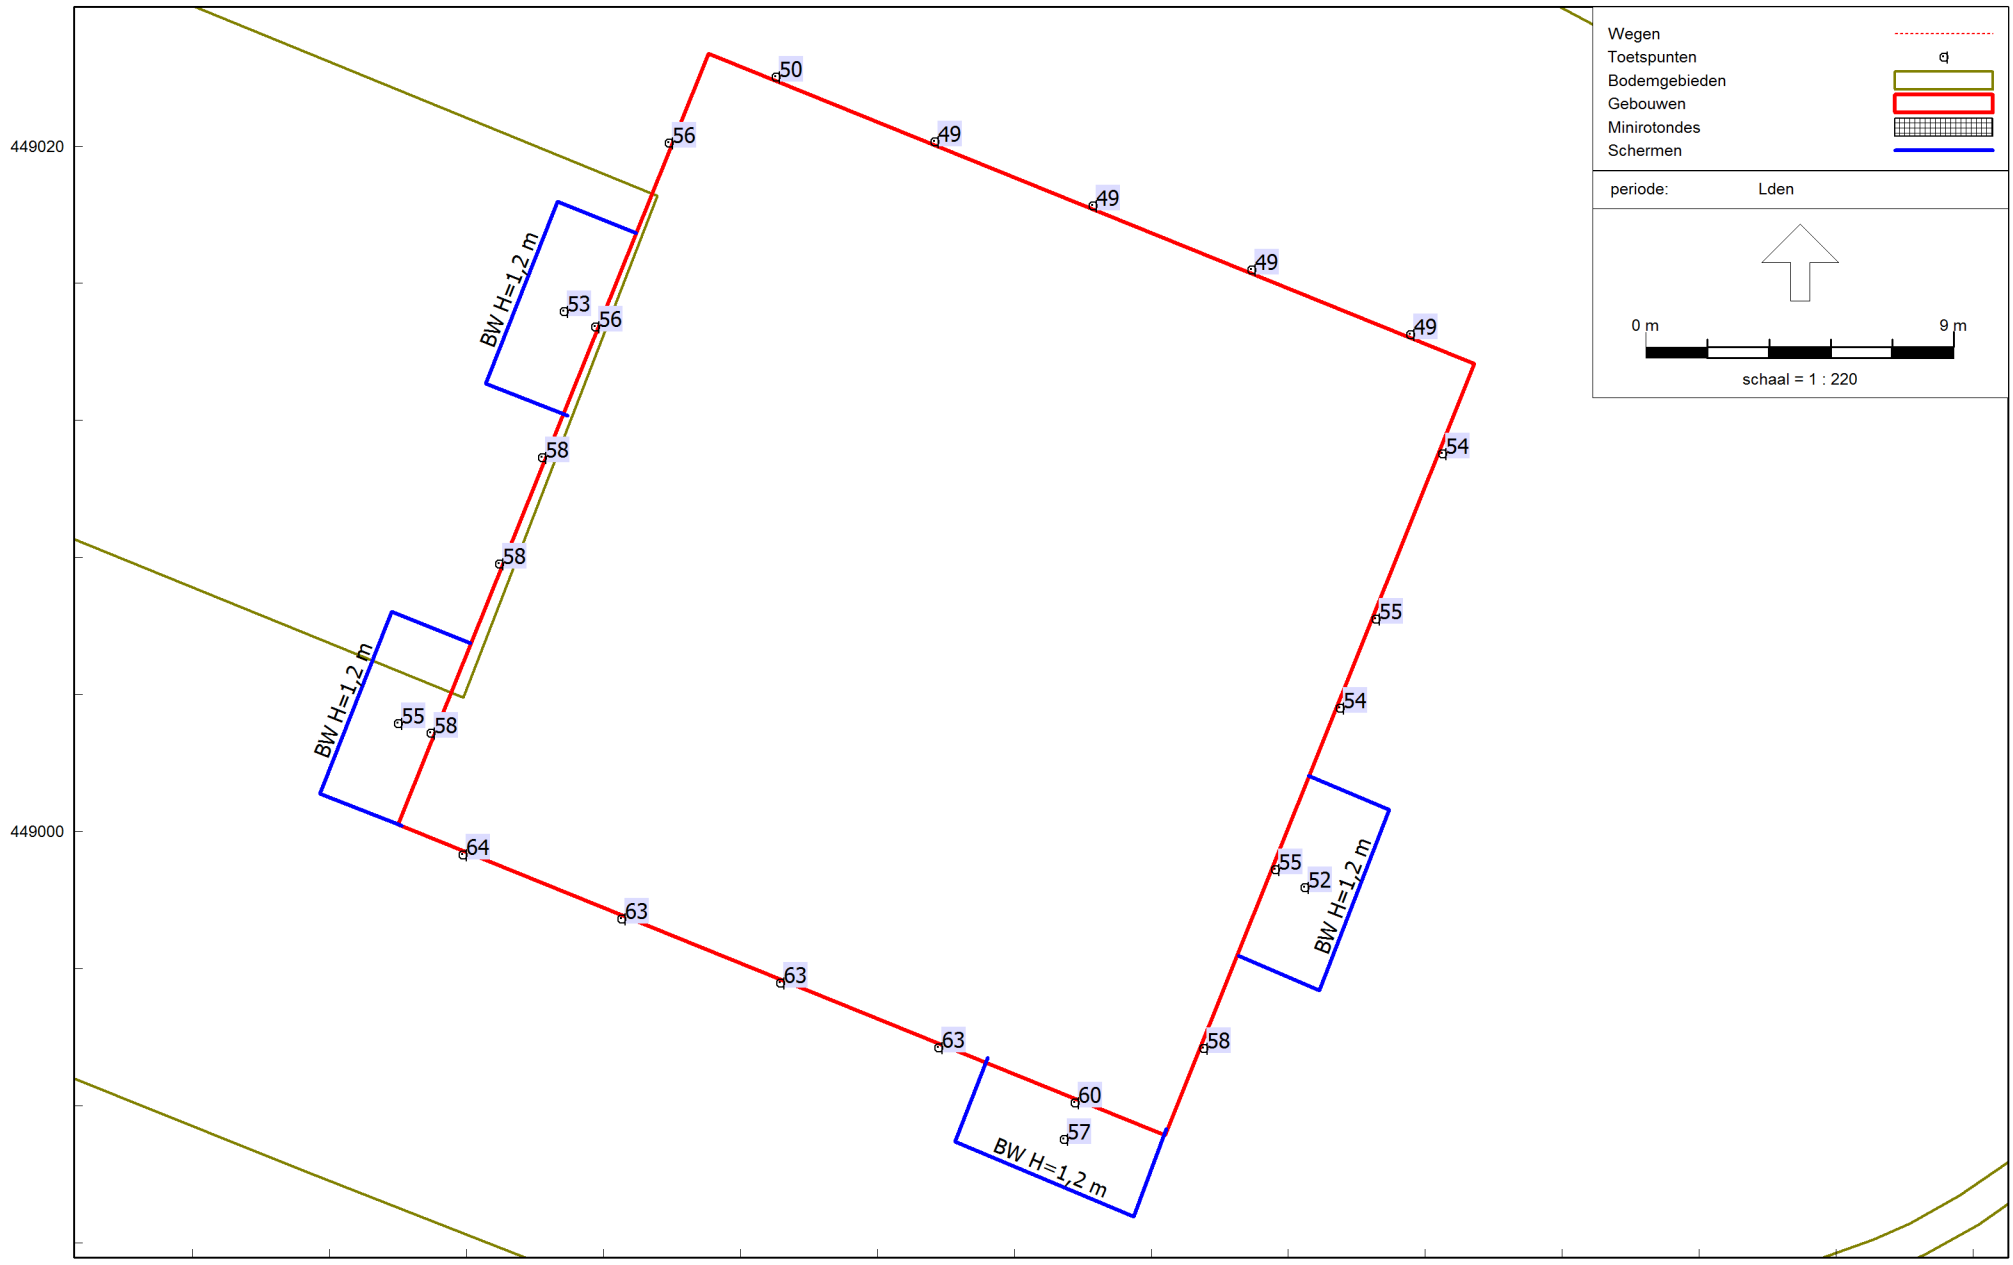 Wegen
Toetspunten
Bodemgebieden
Gebouwen
Minirotondes
Schermen
periode: Lden
0 m 9 m
schaal = 1 : 220
449020
449000
50
49
49
49
49
56
BW H=1,2 m
53
56
58
58
BW H=1,2 m
55
58
64
63
63
63
60
57
BW H=1,2 m
54
55
54
55
52
BW H=1,2 m
58